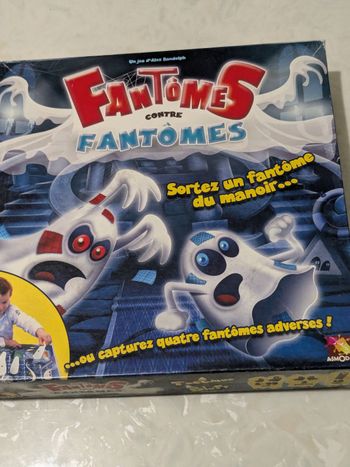 Un jeu d'Alex Randolph
FANTÔMES
CONTRE
FANTÔMES
Sortez un fantôme
du manoir...
...ou capturez quatre fantômes adverses !